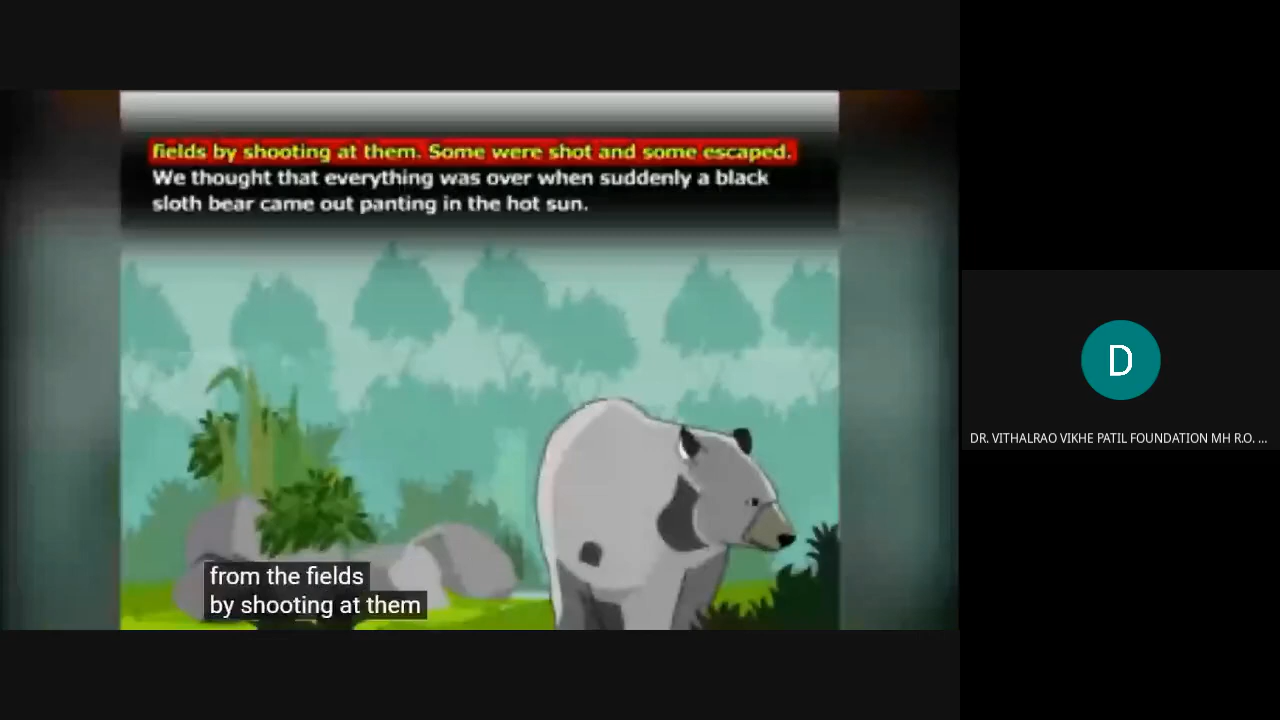 fields by shooting at them. Some were shot and some escaped.
We thought that everything was over when suddenly a black
sloth bear came out panting in the hot sun.
from the fields
by shooting at them
D
DR. VITHALRAO VIKHE PATIL FOUNDATION MH R.O. ...